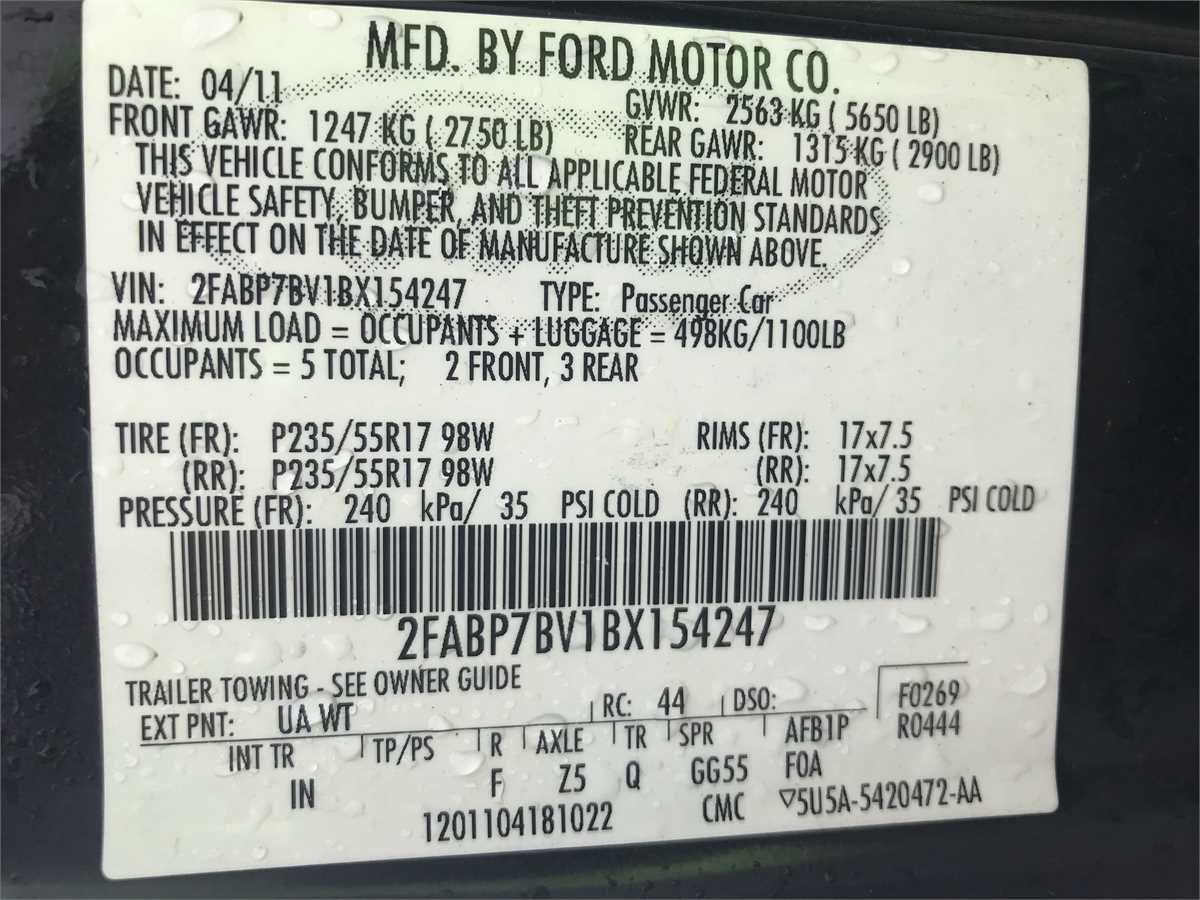 MFD. BY FORD MOTOR CO.
DATE: 04/11 GVWR: 2563 KG ( 5650 LB)
FRONT GAWR: 1247 KG ( 2750 LB) REAR GAWR: 1315 KG ( 2900 LB)
THIS VEHICLE CONFORMS TO ALL APPLICABLE FEDERAL MOTOR
VEHICLE SAFETY, BUMPER, AND THEFT PREVENTION STANDARDS
IN EFFECT ON THE DATE OF MANUFACTURE SHOWN ABOVE.
VIN: 2FABP7BV1BX154247 TYPE: Passenger Car
MAXIMUM LOAD = OCCUPANTS + LUGGAGE = 498KG/1100LB
OCCUPANTS = 5 TOTAL; 2 FRONT, 3 REAR
TIRE (FR): P235/55R17 98W RIMS (FR): 17x7.5
(RR): P235/55R17 98W (RR): 17x7.5
PRESSURE (FR): 240 kPa/ 35 PSI COLD (RR): 240 kPa/ 35 PSI COLD
2FABP7BV1BX154247
TRAILER TOWING - SEE OWNER GUIDE
EXT PNT: UA WT RC: 44 DSO: F0269
INT TR TP/PS R AXLE TR SPR AFB1P R0444
IN F Z5 Q GG55 FOA
1201104181022 CMC ▽5U5A-5420472-AA